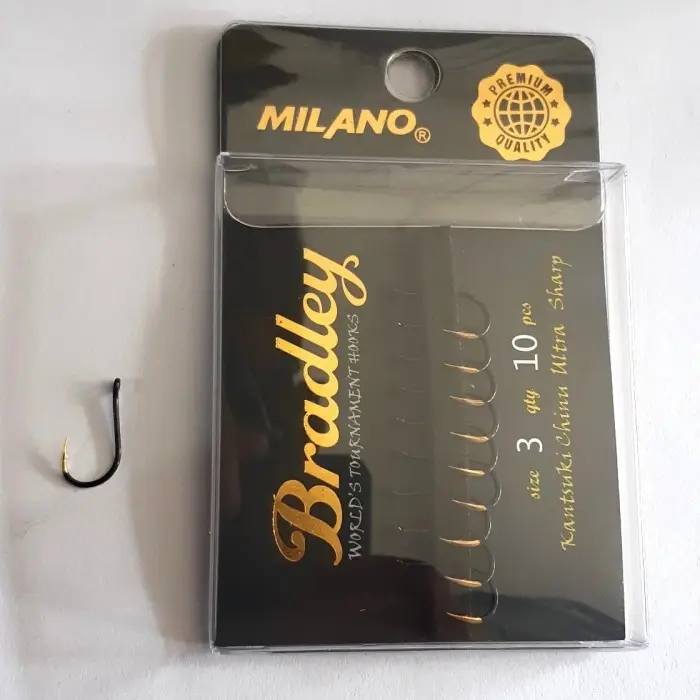 MILANO®
PREMIUM
QUALITY
Bradley
WORLD'S TOURNAMENT HOOKS
size 3 qty 10 pcs
Kantsuki Chinu Ultra Sharp